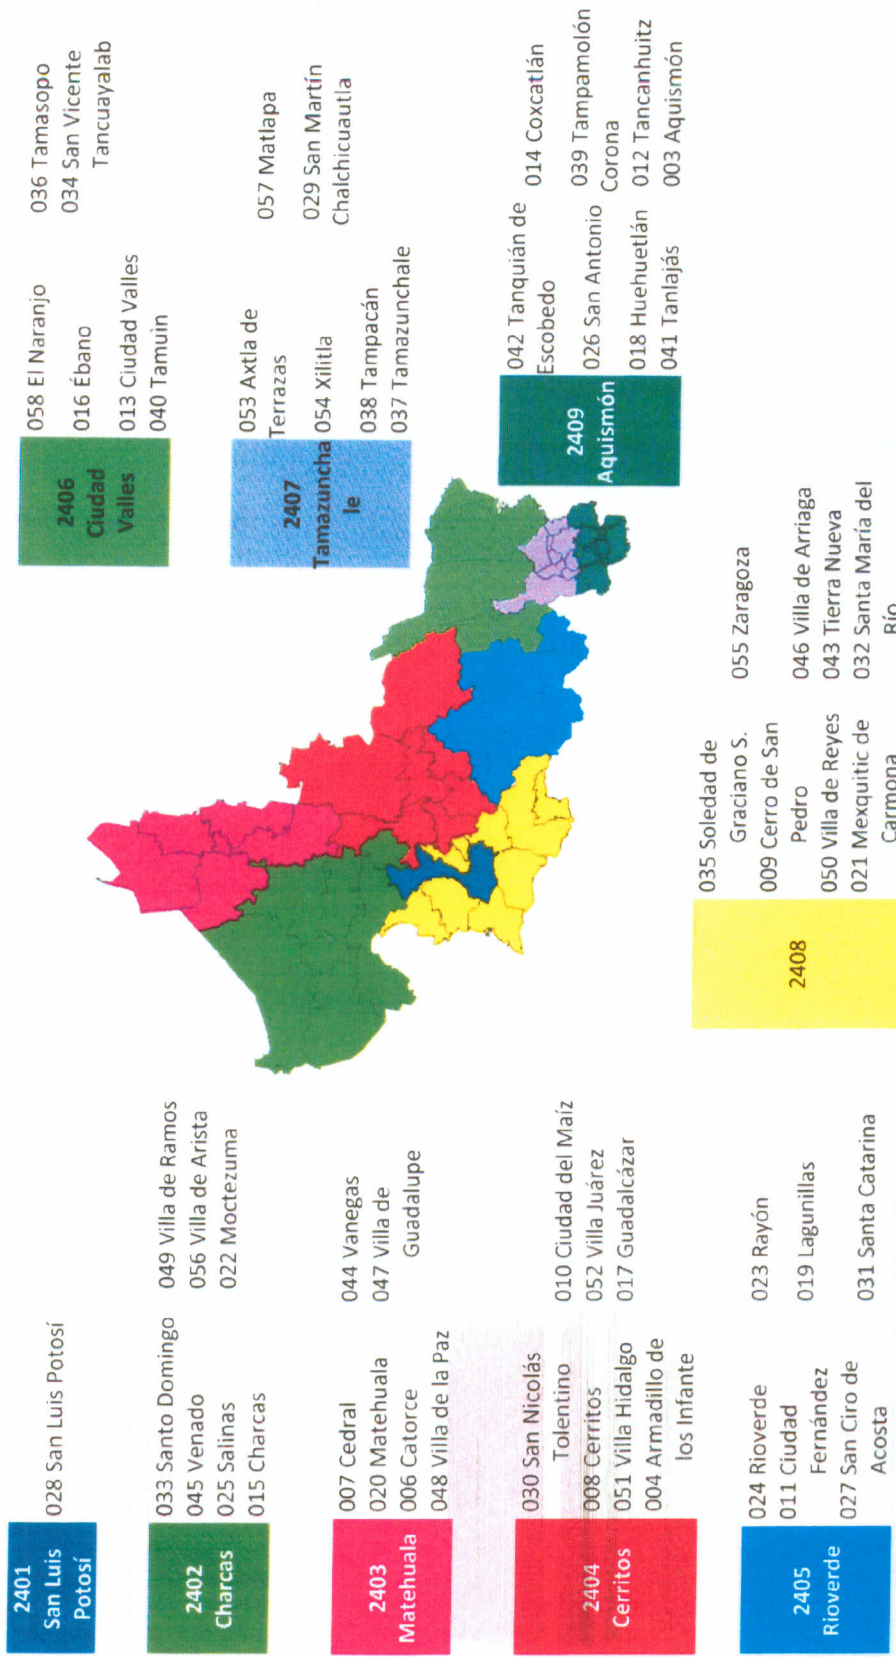 2401
San Luis
Potosí
028 San Luis Potosí
2402
Charcas
033 Santo Domingo
045 Venado
025 Salinas
015 Charcas
049 Villa de Ramos
056 Villa de Arista
022 Moctezuma
2403
Matehuala
007 Cedral
020 Matehuala
006 Catorce
048 Villa de la Paz
044 Vanegas
047 Villa de
Guadalupe
2404
Cerritos
030 San Nicolás
Tolentino
008 Cerritos
051 Villa Hidalgo
004 Armadillo de
los Infante
010 Ciudad del Maíz
052 Villa Juárez
017 Guadalcázar
2405
Rioverde
024 Rioverde
011 Ciudad
Fernández
027 San Ciro de
Acosta
023 Rayón
019 Lagunillas
031 Santa Catarina
2406
Ciudad
Valles
058 El Naranjo
016 Ébano
013 Ciudad Valles
040 Tamuìn
036 Tamasopo
034 San Vicente
Tancuayalab
2407
Tamazuncha
le
053 Axtla de
Terrazas
054 Xilitla
038 Tampacán
037 Tamazunchale
057 Matlapa
029 San Martín
Chalchicuautla
2409
Aquismón
042 Tanquián de
Escobedo
026 San Antonio
018 Huehuetlán
041 Tanlajás
014 Coxcatlán
039 Tampamolón
Corona
012 Tancanhuitz
003 Aquismón
2408
035 Soledad de
Graciano S.
009 Cerro de San
Pedro
050 Villa de Reyes
021 Mexquitic de
Carmona
055 Zaragoza
046 Villa de Arriaga
043 Tierra Nueva
032 Santa María del
Río